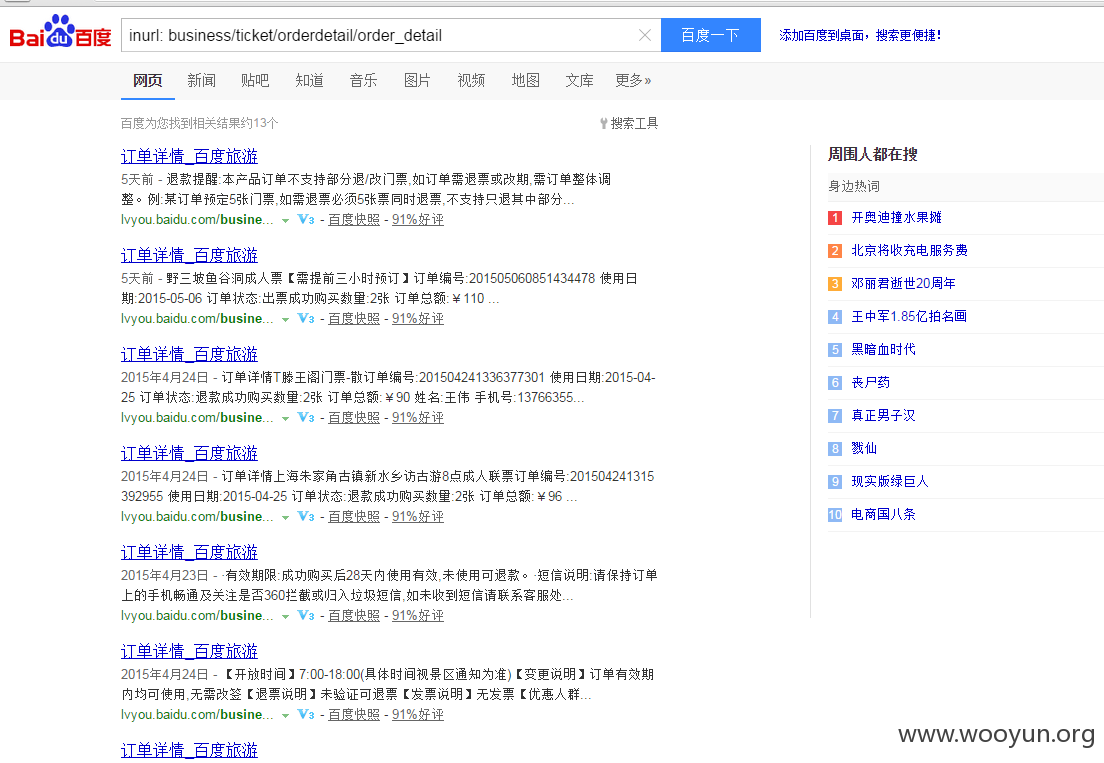 Bai du 百度
inurl: business/ticket/orderdetail/order_detail
百度一下
添加百度到桌面，搜索更便捷！
网页 新闻 贴吧 知道 音乐 图片 视频 地图 文库 更多»
百度为您找到相关结果约13个
搜索工具
订单详情_百度旅游
5天前 - 退款提醒:本产品订单不支持部分退/改门票,如订单需退票或改期,需订单整体调
整。例:某订单预定5张门票,如需退票必须5张票同时退票,不支持只退其中部分...
lvyou.baidu.com/busine... V3 - 百度快照 - 91%好评
订单详情_百度旅游
5天前 - 野三坡鱼谷洞成人票【需提前三小时预订】订单编号:201505060851434478 使用日
期:2015-05-06 订单状态:出票成功购买数量:2张 订单总额:￥110 ...
lvyou.baidu.com/busine... V3 - 百度快照 - 91%好评
订单详情_百度旅游
2015年4月24日 - 订单详情T滕王阁门票-散订单编号:201504241336377301 使用日期:2015-04-
25 订单状态:退款成功购买数量:2张 订单总额:￥90 姓名:王伟 手机号:13766355...
lvyou.baidu.com/busine... V3 - 百度快照 - 91%好评
订单详情_百度旅游
2015年4月24日 - 订单详情上海朱家角古镇新水乡访古游8点成人联票订单编号:201504241315
392955 使用日期:2015-04-25 订单状态:退款成功购买数量:2张 订单总额:￥96 ...
lvyou.baidu.com/busine... V3 - 百度快照 - 91%好评
订单详情_百度旅游
2015年4月23日 - ·有效期限:成功购买后28天内使用有效,未使用可退款。·短信说明:请保持订单
上的手机畅通及关注是否360拦截或归入垃圾短信,如未收到短信请联系客服处...
lvyou.baidu.com/busine... V3 - 百度快照 - 91%好评
订单详情_百度旅游
2015年4月24日 - 【开放时间】7:00-18:00(具体时间视景区通知为准)【变更说明】订单有效期
内均可使用,无需改签【退票说明】未验证可退票【发票说明】无发票【优惠人群...
lvyou.baidu.com/busine... V3 - 百度快照 - 91%好评
订单详情_百度旅游
周围人都在搜
身边热词
1 开奥迪撞水果摊
2 北京将收充电服务费
3 邓丽君逝世20周年
4 王中军1.85亿拍名画
5 黑暗血时代
6 丧尸药
7 真正男子汉
8 戮仙
9 现实版绿巨人
10 电商国八条
www.wooyun.org